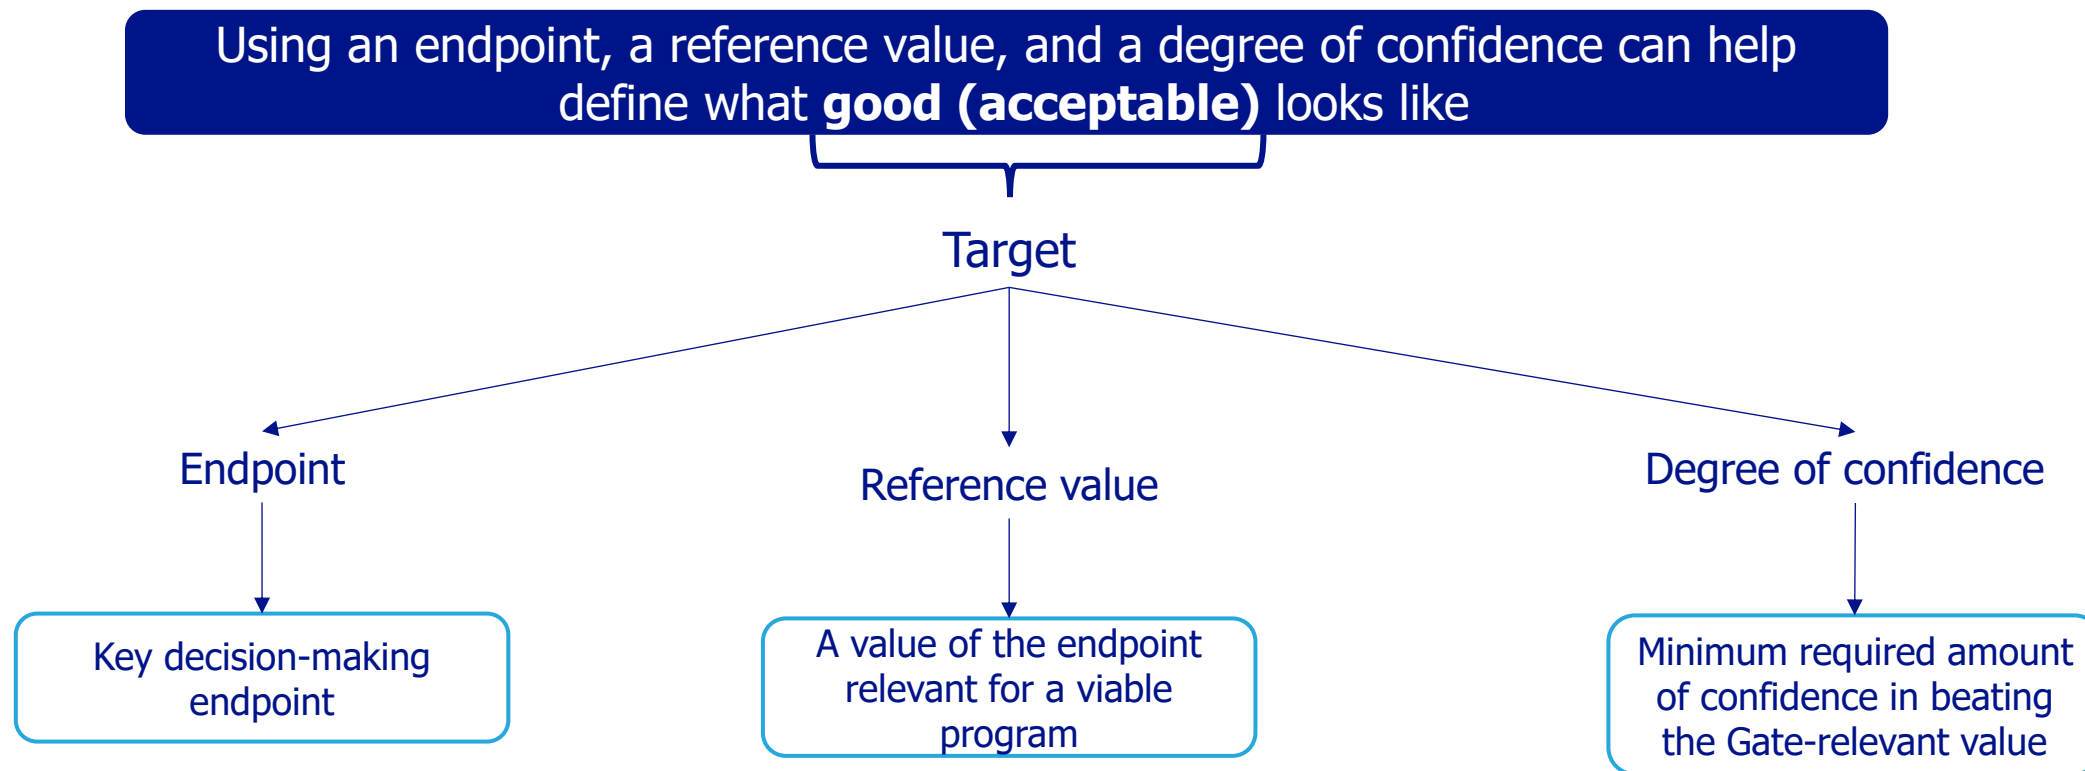 Using an endpoint, a reference value, and a degree of confidence can help
define what good (acceptable) looks like
Target
Endpoint
Reference value
Degree of confidence
Key decision-making
endpoint
A value of the endpoint
relevant for a viable
program
Minimum required amount
of confidence in beating
the Gate-relevant value